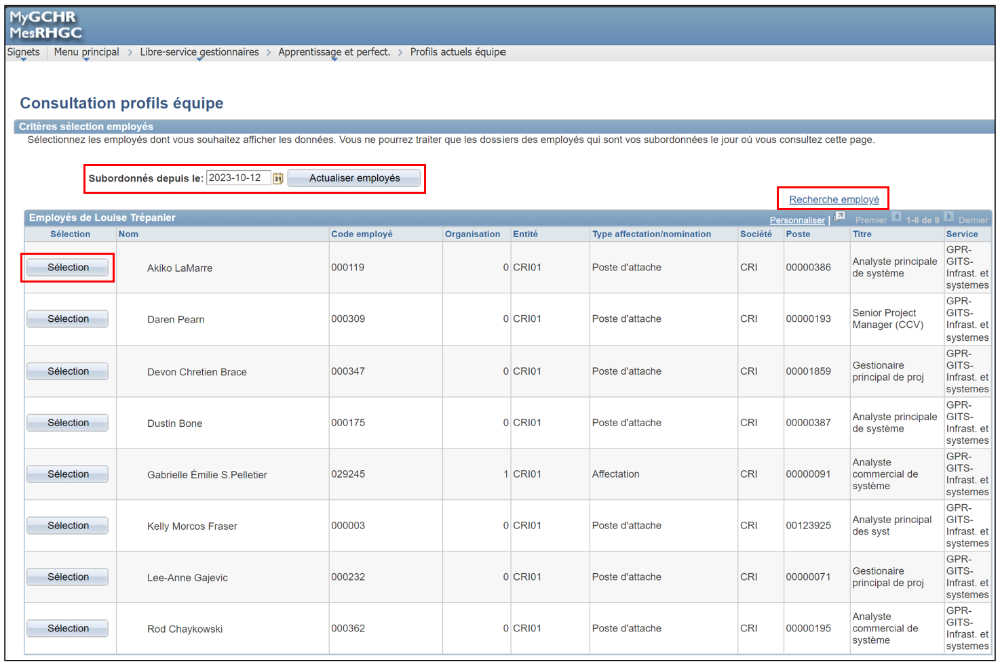 MyGCHR
MesRHGC
Signets Menu principal > Libre-service gestionnaires > Apprentissage et perfect. > Profils actuels équipe
Consultation profils équipe
Critères sélection employés
Sélectionnez les employés dont vous souhaitez afficher les données. Vous ne pourrez traiter que les dossiers des employés qui sont vos subordonnées le jour où vous consultez cette page.
Subordonnés depuis le: 2023-10-12 31 Actualiser employés
Recherche employé
Employés de Louise Trépanier Personnaliser | Premier 1-8 de 8 Dernier
Sélection Nom Code employé Organisation Entité Type affectation/nomination Société Poste Titre Service
Sélection Akiko LaMarre 000119 0 CRI01 Poste d'attache CRI 00000386 Analyste principale
de système
GPR-
GITS-
Infrast. et
systemes
Sélection Daren Pearn 000309 0 CRI01 Poste d'attache CRI 00000193 Senior Project
Manager (CCV)
GPR-
GITS-
Infrast. et
systemes
Sélection Devon Chretien Brace 000347 0 CRI01 Poste d'attache CRI 00001859 Gestionaire
principal de proj
GPR-
GITS-
Infrast. et
systemes
Sélection Dustin Bone 000175 0 CRI01 Poste d'attache CRI 00000387 Analyste principale
de système
GPR-
GITS-
Infrast. et
systemes
Sélection Gabrielle Émilie S.Pelletier 029245 1 CRI01 Affectation CRI 00000091 Analyste
commercial de
système
GPR-
GITS-
Infrast. et
systemes
Sélection Kelly Morcos Fraser 000003 0 CRI01 Poste d'attache CRI 00123925 Analyste principal
des syst
GPR-
GITS-
Infrast. et
systemes
Sélection Lee-Anne Gajevic 000232 0 CRI01 Poste d'attache CRI 00000071 Gestionaire
principal de proj
GPR-
GITS-
Infrast. et
systemes
Sélection Rod Chaykowski 000362 0 CRI01 Poste d'attache CRI 00000195 Analyste
commercial de
système
GPR-
GITS-
Infrast. et
systemes